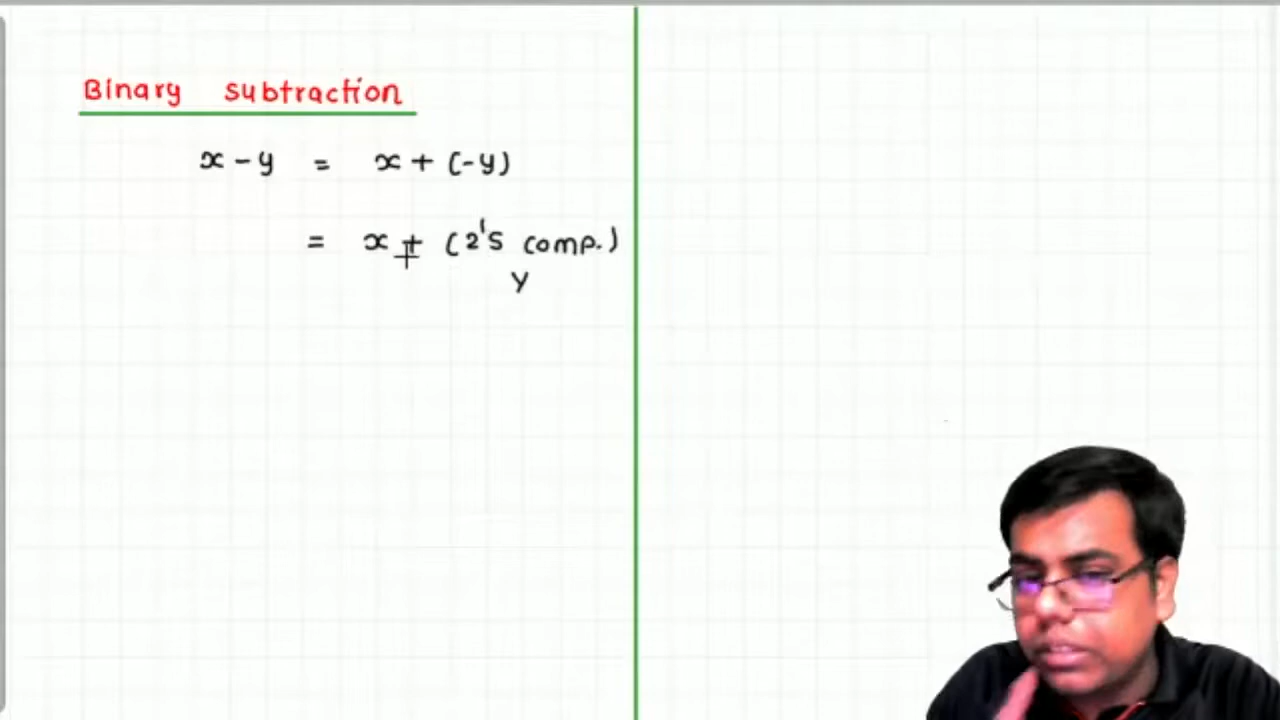 Binary subtraction
x - y = x + (-y)
= x + (2's comp.)
y